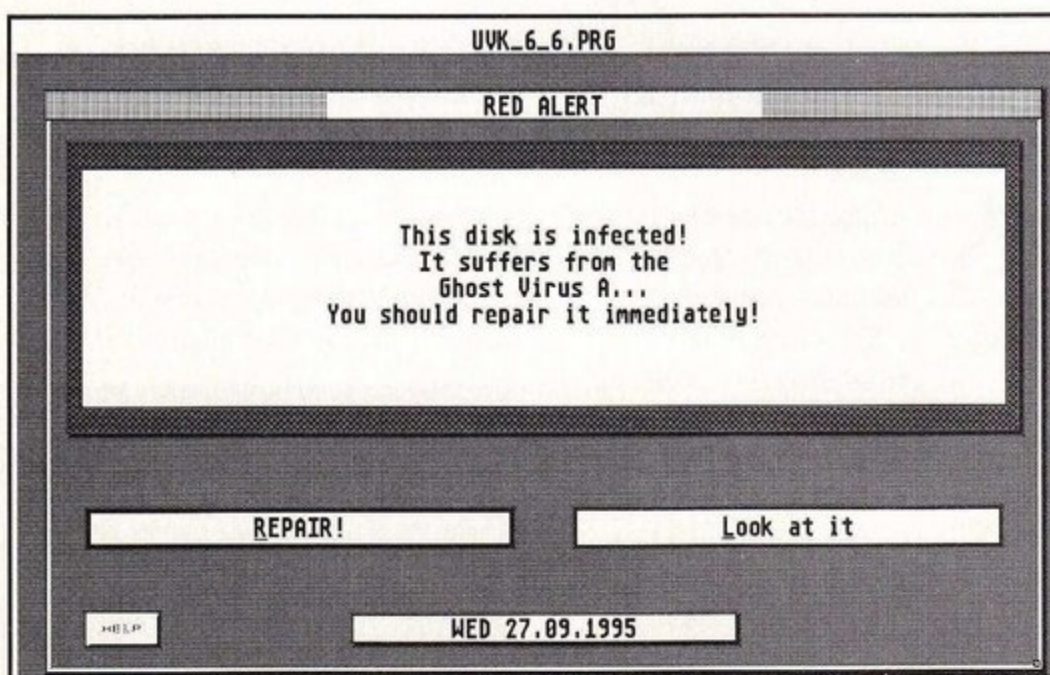 UVK_6_6.PRG
RED ALERT
This disk is infected!
It suffers from the
Ghost Virus A...
You should repair it immediately!
REPAIR!
Look at it
HELP
WED 27.09.1995